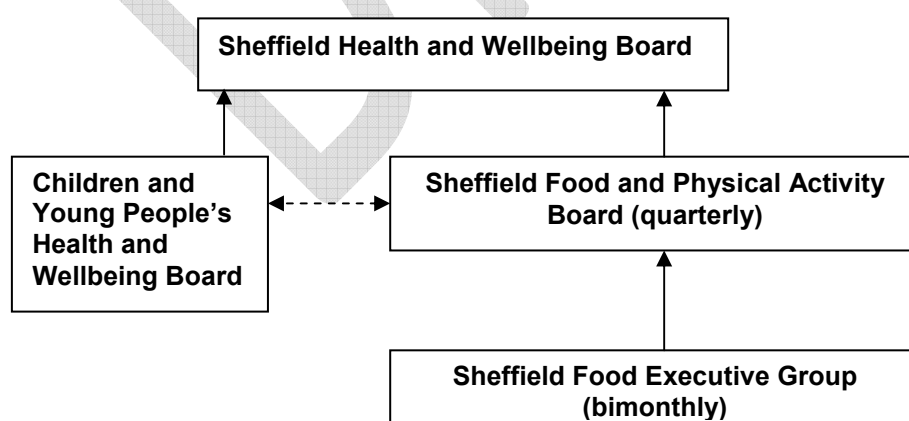 Sheffield Health and Wellbeing Board
Children and
Young People's
Health and
Wellbeing Board
Sheffield Food and Physical Activity
Board (quarterly)
Sheffield Food Executive Group
(bimonthly)